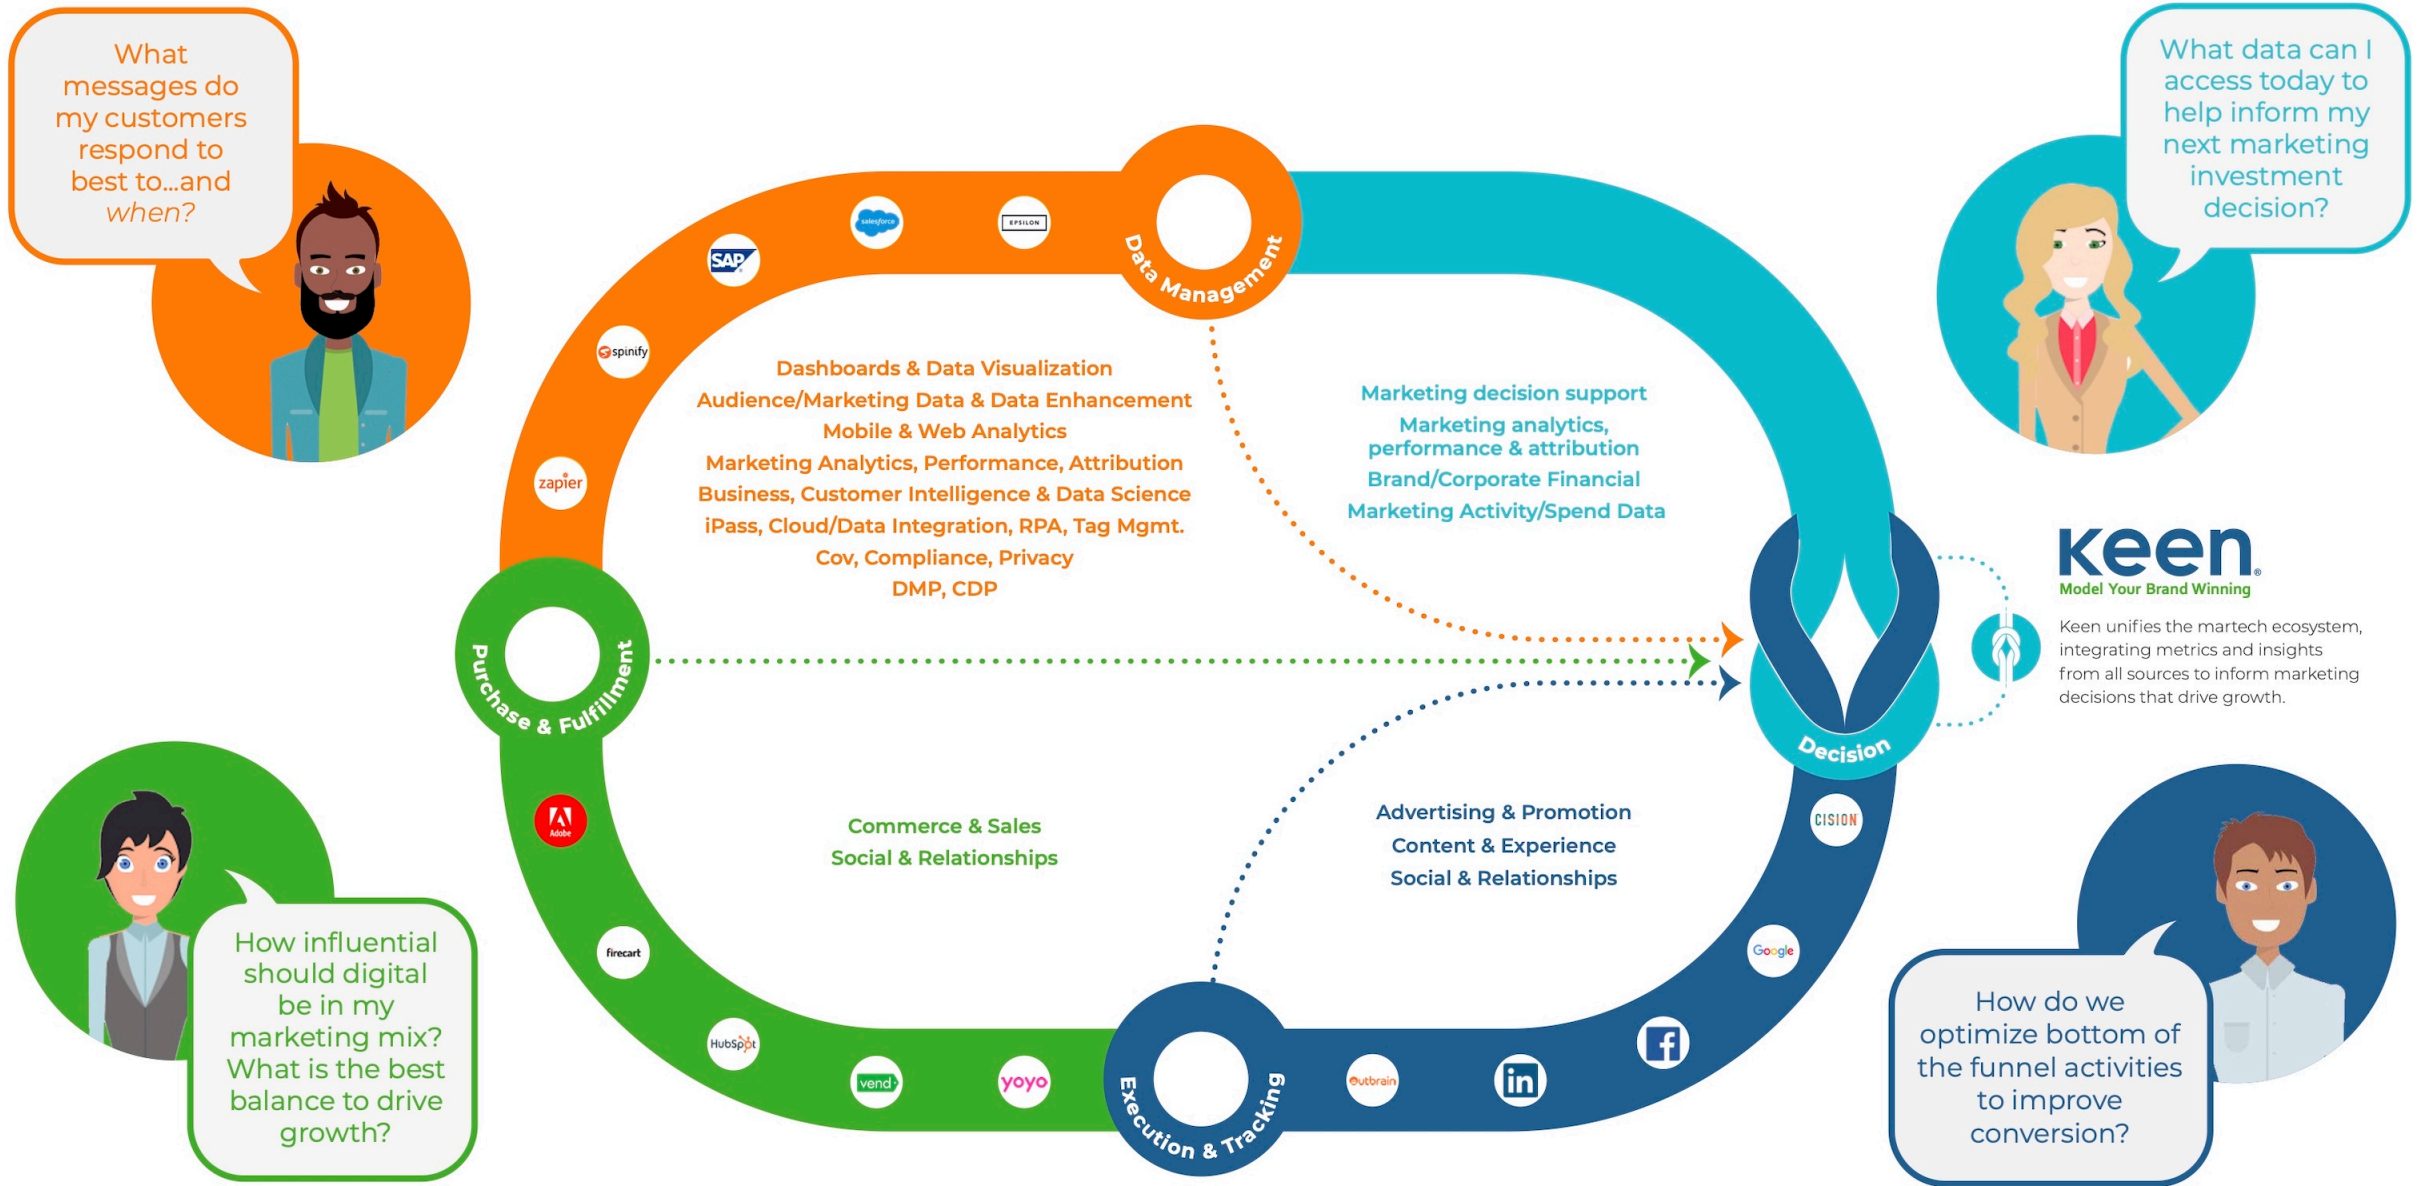 What
messages do
my customers
respond to
best to...and
when?
What data can I
access today to
help inform my
next marketing
investment
decision?
salesforce
EPSILON
SAP
spinify
zapier
Data Management
Dashboards & Data Visualization
Audience/Marketing Data & Data Enhancement
Mobile & Web Analytics
Marketing Analytics, Performance, Attribution
Business, Customer Intelligence & Data Science
iPass, Cloud/Data Integration, RPA, Tag Mgmt.
Cov, Compliance, Privacy
DMP, CDP
Marketing decision support
Marketing analytics,
performance & attribution
Brand/Corporate Financial
Marketing Activity/Spend Data
Keen®
Model Your Brand Winning
Keen unifies the martech ecosystem,
integrating metrics and insights
from all sources to inform marketing
decisions that drive growth.
Purchase & Fulfillment
Decision
Adobe
firecart
HubSpot
vend
yoyo
Commerce & Sales
Social & Relationships
Advertising & Promotion
Content & Experience
Social & Relationships
CISION
Google
f
in
Outbrain
Execution & Tracking
How influential
should digital
be in my
marketing mix?
What is the best
balance to drive
growth?
How do we
optimize bottom of
the funnel activities
to improve
conversion?